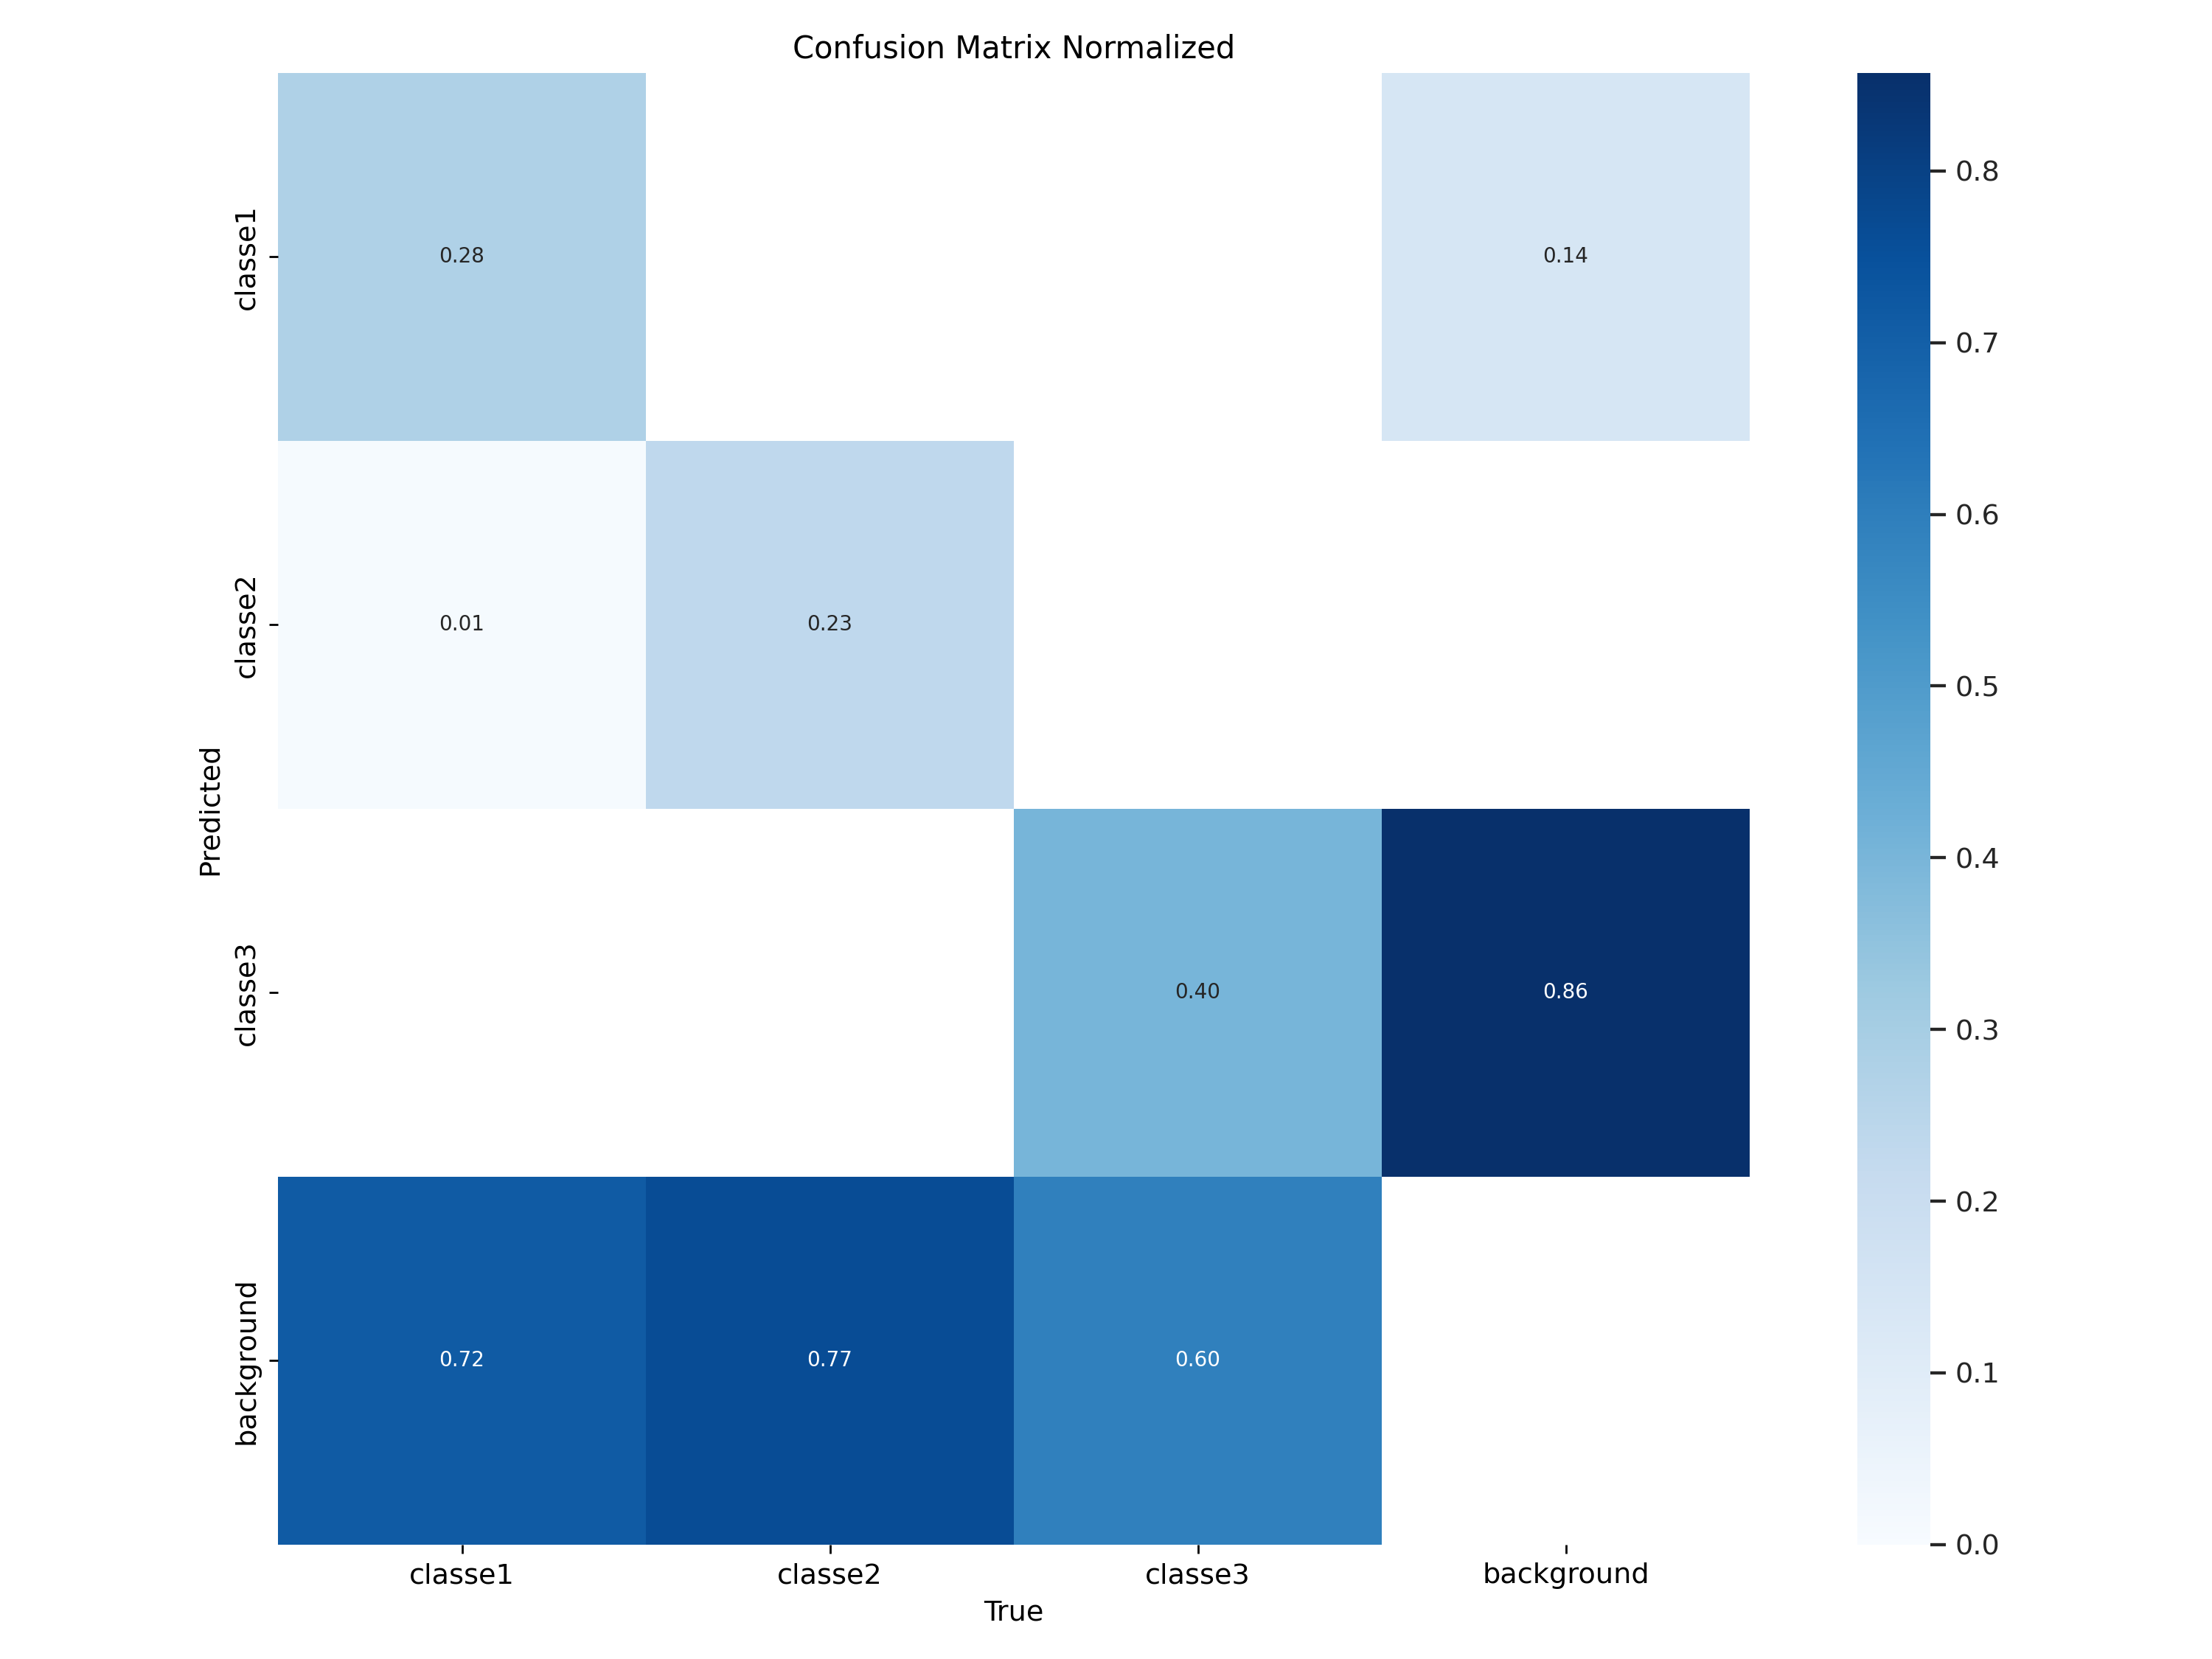 Confusion Matrix Normalized
classe1
0.28
0.14
classe2
0.01
0.23
classe3
0.40
0.86
background
0.72
0.77
0.60
Predicted
classe1
classe2
classe3
background
True
0.8
0.7
0.6
0.5
0.4
0.3
0.2
0.1
0.0